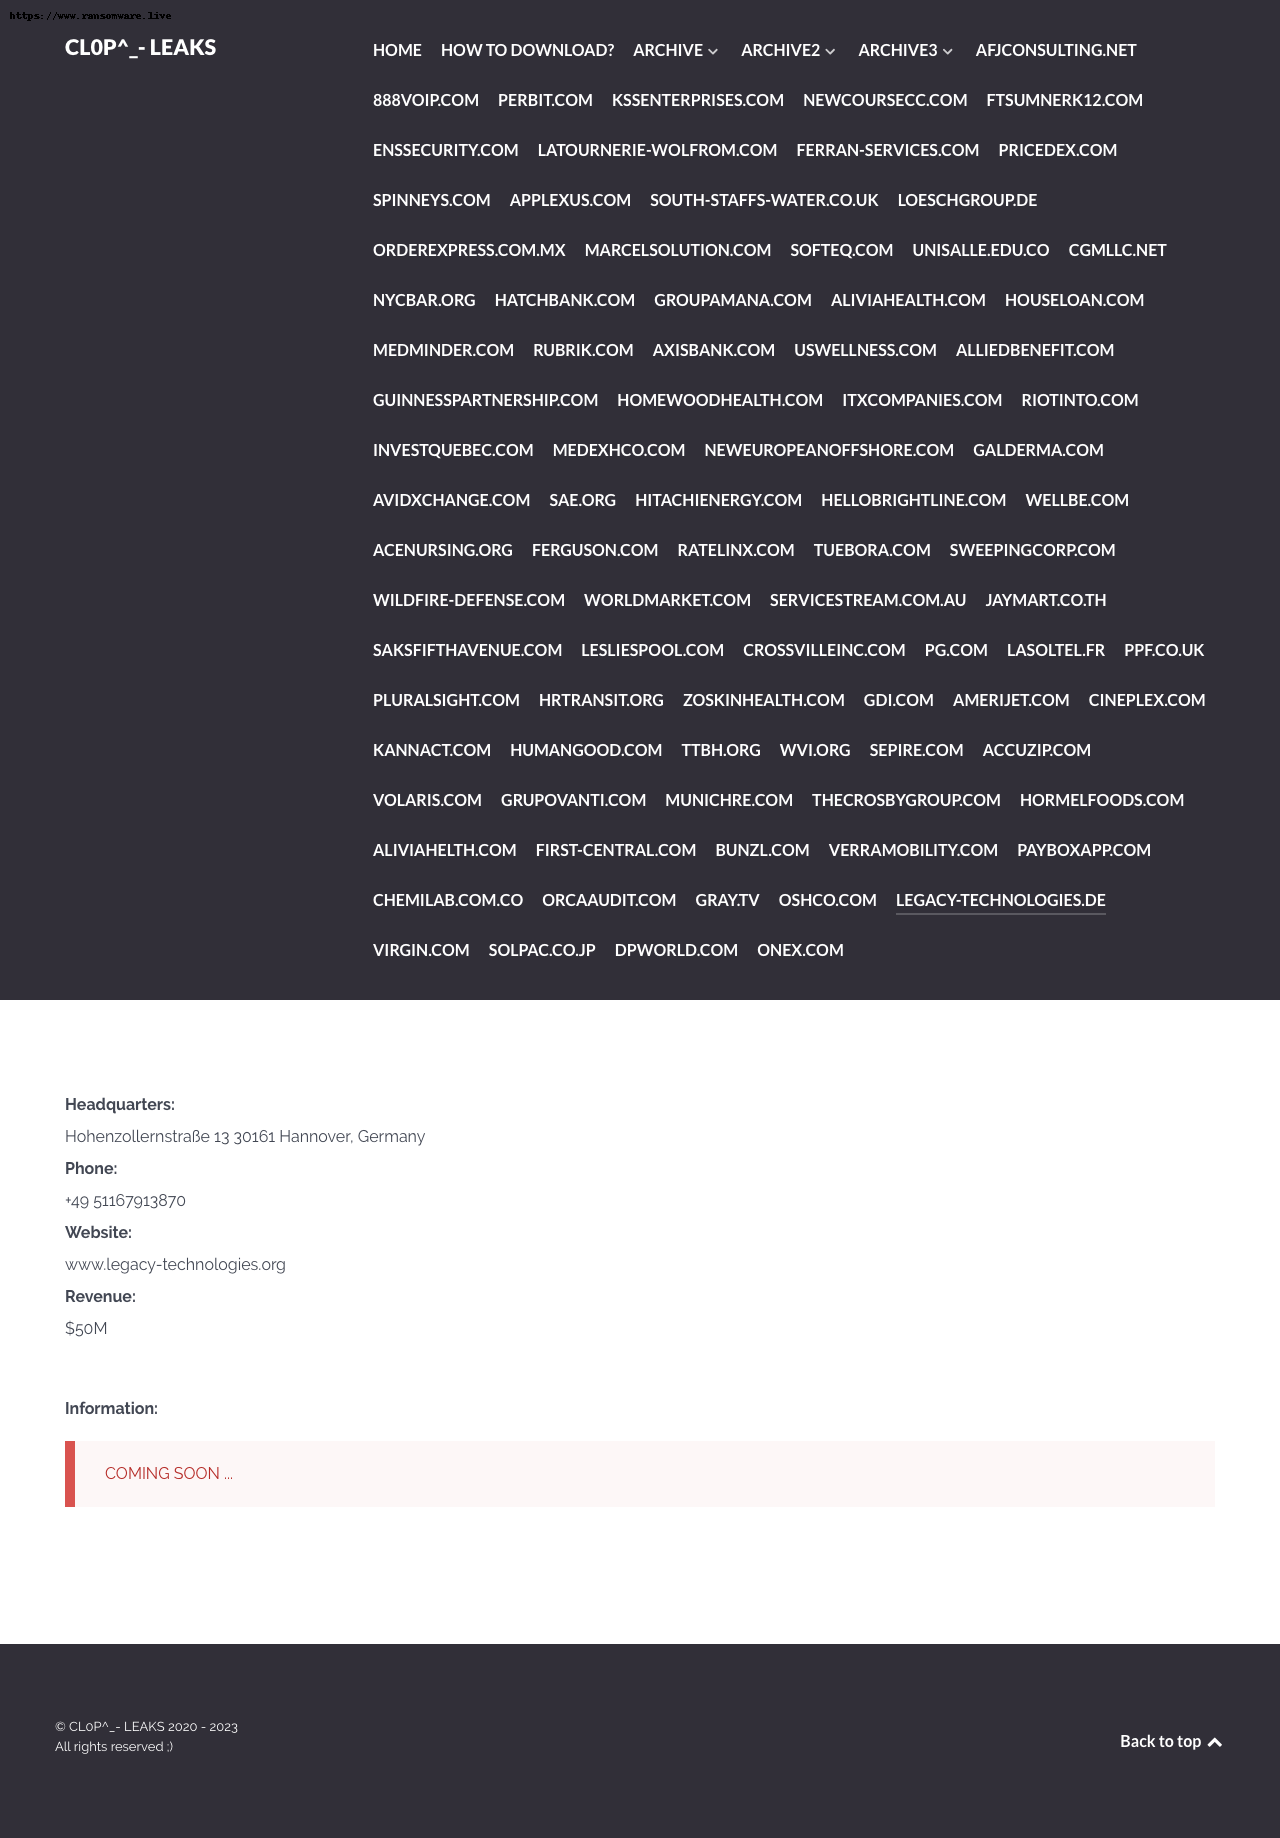 https://www.ransomware.live
CL0P^_- LEAKS
HOME HOW TO DOWNLOAD? ARCHIVE ARCHIVE2 ARCHIVE3 AFJCONSULTING.NET
888VOIP.COM PERBIT.COM KSSENTERPRISES.COM NEWCOURSECC.COM FTSUMNERK12.COM
ENSSECURITY.COM LATOURNERIE-WOLFROM.COM FERRAN-SERVICES.COM PRICEDEX.COM
SPINNEYS.COM APPLEXUS.COM SOUTH-STAFFS-WATER.CO.UK LOESCHGROUP.DE
ORDEREXPRESS.COM.MX MARCELSOLUTION.COM SOFTEQ.COM UNISALLE.EDU.CO CGMLLC.NET
NYCBAR.ORG HATCHBANK.COM GROUPAMANA.COM ALIVIAHEALTH.COM HOUSELOAN.COM
MEDMINDER.COM RUBRIK.COM AXISBANK.COM USWELLNESS.COM ALLIEDBENEFIT.COM
GUINNESSPARTNERSHIP.COM HOMEWOODHEALTH.COM ITXCOMPANIES.COM RIOTINTO.COM
INVESTQUEBEC.COM MEDEXHCO.COM NEWEUROPEANOFFSHORE.COM GALDERMA.COM
AVIDXCHANGE.COM SAE.ORG HITACHIENERGY.COM HELLOBRIGHTLINE.COM WELLBE.COM
ACENURSING.ORG FERGUSON.COM RATELINX.COM TUEBORA.COM SWEEPINGCORP.COM
WILDFIRE-DEFENSE.COM WORLDMARKET.COM SERVICESTREAM.COM.AU JAYMART.CO.TH
SAKSFIFTHAVENUE.COM LESLIESPOOL.COM CROSSVILLEINC.COM PG.COM LASOLTEL.FR PPF.CO.UK
PLURALSIGHT.COM HRTRANSIT.ORG ZOSKINHEALTH.COM GDI.COM AMERIJET.COM CINEPLEX.COM
KANNACT.COM HUMANGOOD.COM TTBH.ORG WVI.ORG SEPIRE.COM ACCUZIP.COM
VOLARIS.COM GRUPOVANTI.COM MUNICHRE.COM THECROSBYGROUP.COM HORMELFOODS.COM
ALIVIAHELTH.COM FIRST-CENTRAL.COM BUNZL.COM VERRAMOBILITY.COM PAYBOXAPP.COM
CHEMILAB.COM.CO ORCAAUDIT.COM GRAY.TV OSHCO.COM LEGACY-TECHNOLOGIES.DE
VIRGIN.COM SOLPAC.CO.JP DPWORLD.COM ONEX.COM
Headquarters:
Hohenzollernstraße 13 30161 Hannover, Germany
Phone:
+49 51167913870
Website:
www.legacy-technologies.org
Revenue:
$50M
Information:
COMING SOON ...
© CL0P^_- LEAKS 2020 - 2023
All rights reserved ;)
Back to top